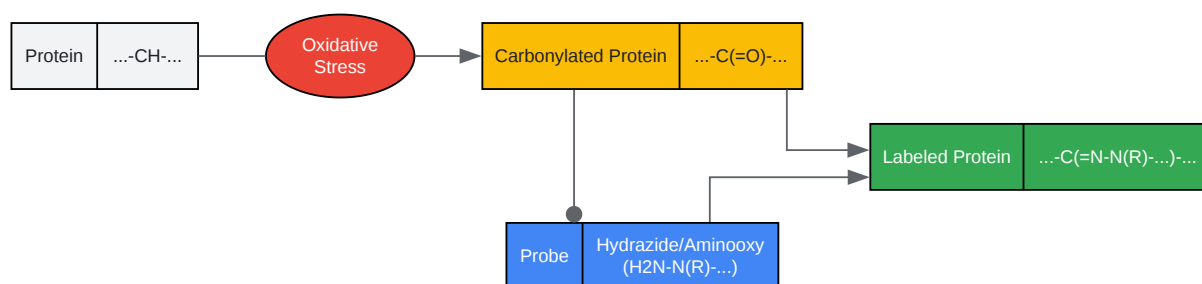 Protein
...-CH-...
Oxidative
Stress
Carbonylated Protein
...-C(=O)-...
Labeled Protein
...-C(=N-N(R)-...)-...
Probe
Hydrazide/Aminooxy
(H2N-N(R)-...)